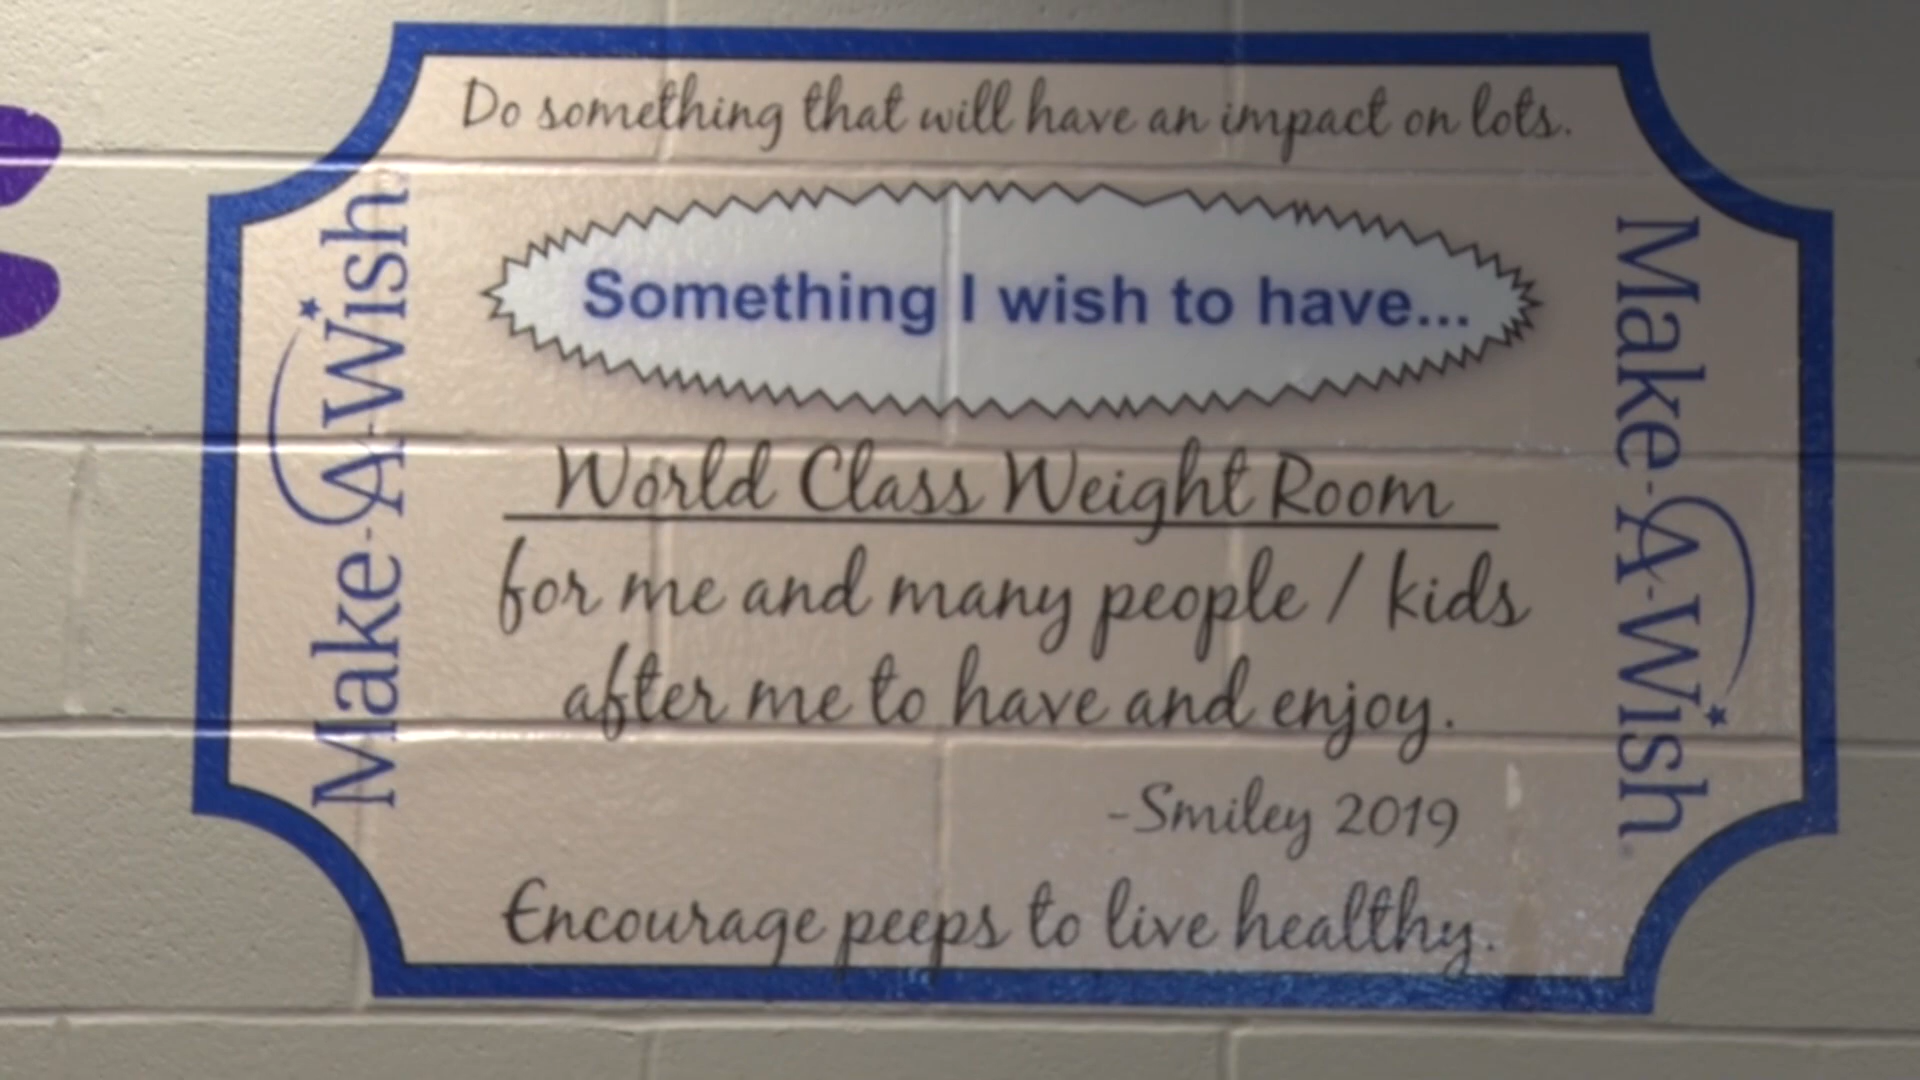 Do something that will have an impact on lots.
Make-A-Wish
Something I wish to have...
World Class Weight Room
for me and many people / kids
after me to have and enjoy.
-Smiley 2019
Encourage peeps to live healthy.
Make-A-Wish